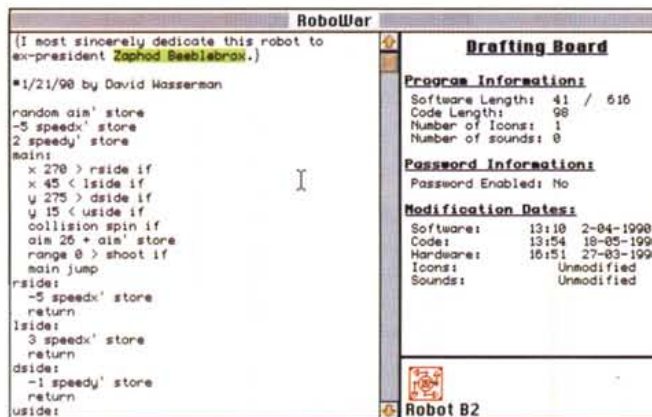 RoboWar
{I most sincerely dedicate this robot to
ex-president Zaphod Beeblebrox.}
#1/21/90 by David Wasserman
random aim' store
-5 speedx' store
2 speedy' store
main:
x 270 > rside if
x 45 < lside if
y 275 > dside if
y 15 < uside if
collision spin if
aim 26 + aim' store
range 0 > shoot if
main jump
rside:
-5 speedx' store
return
lside:
3 speedx' store
return
dside:
-1 speedy' store
return
uside:
Drafting Board
Program Information:
Software Length: 41 / 616
Code Length: 98
Number of Icons: 1
Number of sounds: 0
Password Information:
Password Enabled: No
Modification Dates:
Software: 13:10 2-04-1990
Code: 13:54 18-05-199
Hardware: 16:51 27-03-199
Icons: Unmodified
Sounds: Unmodified
Robot B2